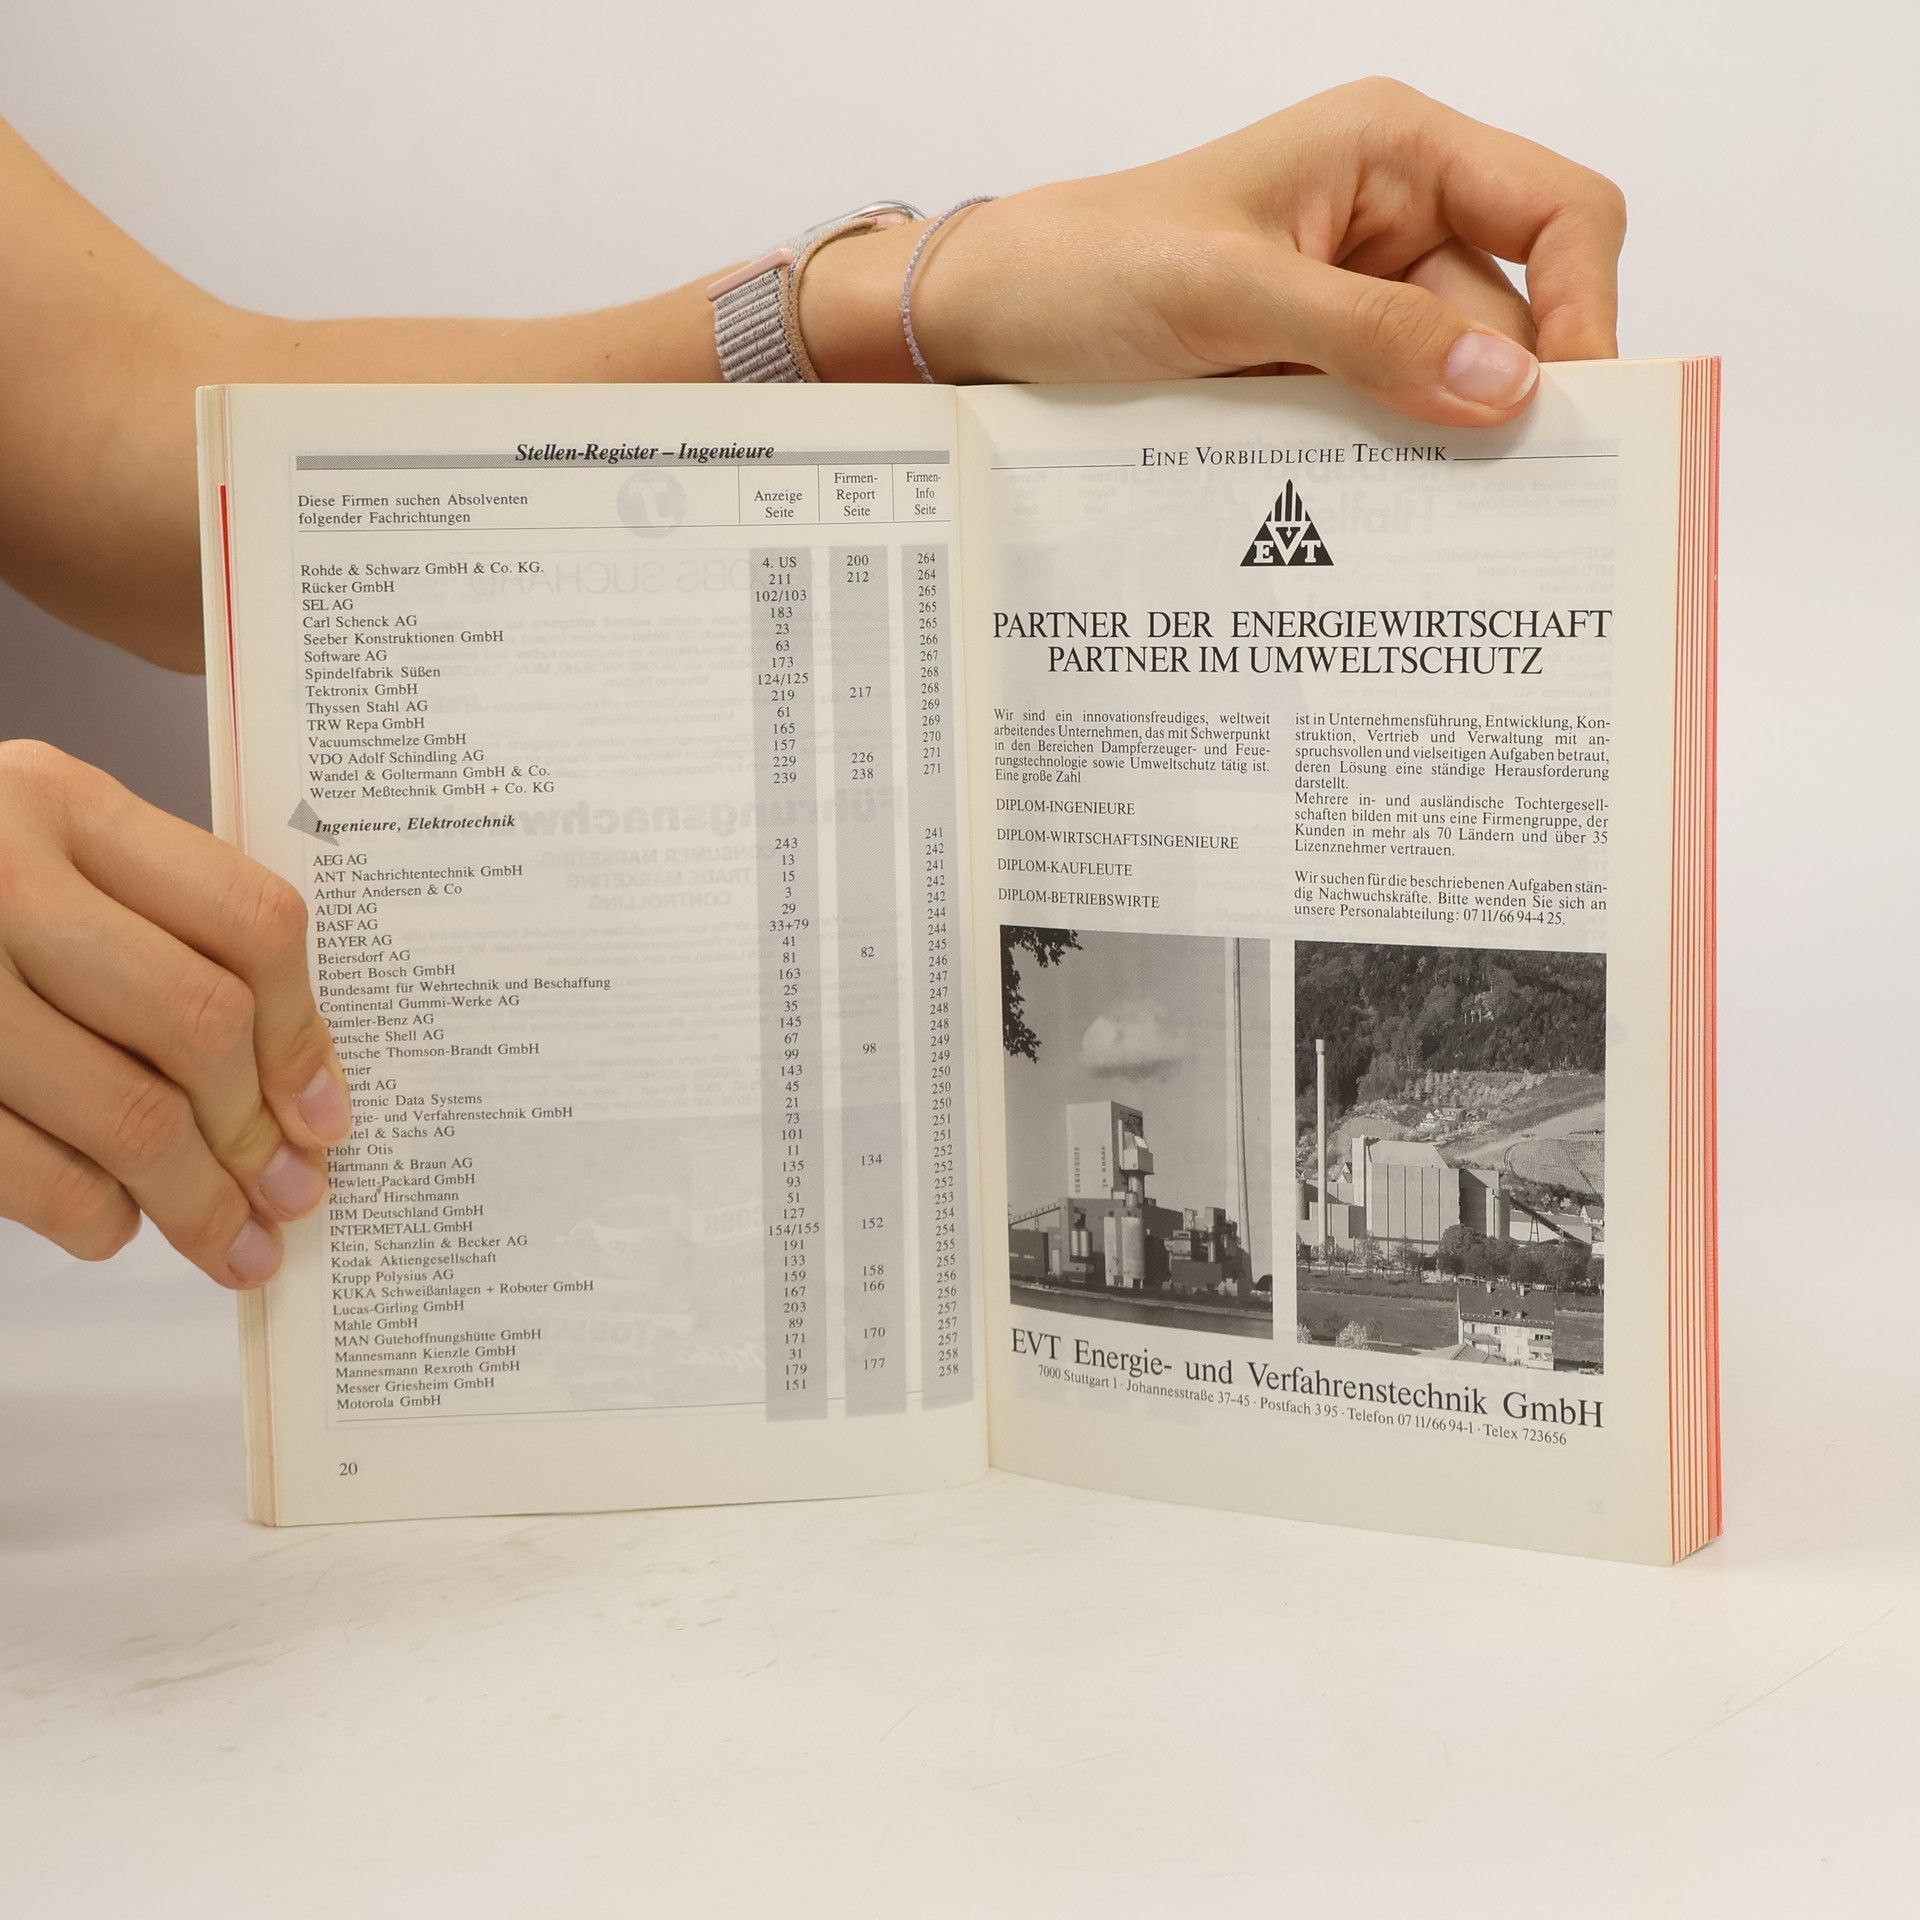 Stellen-Register – Ingenieure
Diese Firmen suchen Absolventen
folgender Fachrichtungen
Anzeige
Seite
Firmen-
Report
Seite
Firmen-
Info
Seite
Rohde & Schwarz GmbH & Co. KG. 4. US 200 264
Rücker GmbH 211 212 264
SEL AG 102/103 265
Carl Schenck AG 183 265
Seeber Konstruktionen GmbH 23 265
Software AG 63 266
Spindelfabrik Süßen 173 267
Tektronix GmbH 124/125 268
Thyssen Stahl AG 219 217 268
TRW Repa GmbH 61 269
Vacuumschmelze GmbH 165 269
VDO Adolf Schindling AG 157 270
Wandel & Goltermann GmbH & Co. 229 226 271
Wetzer Meßtechnik GmbH + Co. KG 239 238 271
Ingenieure, Elektrotechnik
AEG AG 243 241
ANT Nachrichtentechnik GmbH 13 242
Arthur Andersen & Co 15 241
AUDI AG 3 242
BASF AG 29 242
BAYER AG 33+79 244
Beiersdorf AG 41 244
Robert Bosch GmbH 81 82 245
Bundesamt für Wehrtechnik und Beschaffung 163 246
Continental Gummi-Werke AG 25 247
Daimler-Benz AG 35 247
eutsche Shell AG 145 248
eutsche Thomson-Brandt GmbH 67 248
rnier 99 98 249
ardt AG 143 249
tronic Data Systems 45 250
rgie- und Verfahrenstechnik GmbH 21 250
tel & Sachs AG 73 250
Flohr Otis 101 251
Hartmann & Braun AG 11 251
Hewlett-Packard GmbH 135 134 252
Richard Hirschmann 93 252
IBM Deutschland GmbH 51 252
INTERMETALL GmbH 127 253
Klein, Schanzlin & Becker AG 154/155 152 254
Kodak Aktiengesellschaft 191 254
Krupp Polysius AG 133 255
KUKA Schweißanlagen + Roboter GmbH 159 158 255
Lucas-Girling GmbH 167 166 256
Mahle GmbH 203 256
MAN Gutehoffnungshütte GmbH 89 257
Mannesmann Kienzle GmbH 171 170 257
Mannesmann Rexroth GmbH 31 257
Messer Griesheim GmbH 179 177 258
Motorola GmbH 151 258
20
EINE VORBILDLICHE TECHNIK
EVT
PARTNER DER ENERGIEWIRTSCHAFT
PARTNER IM UMWELTSCHUTZ
Wir sind ein innovationsfreudiges, weltweit
arbeitendes Unternehmen, das mit Schwerpunkt
in den Bereichen Dampferzeuger- und Feue-
rungstechnologie sowie Umweltschutz tätig ist.
Eine große Zahl
DIPLOM-INGENIEURE
DIPLOM-WIRTSCHAFTSINGENIEURE
DIPLOM-KAUFLEUTE
DIPLOM-BETRIEBSWIRTE
ist in Unternehmensführung, Entwicklung, Kon-
struktion, Vertrieb und Verwaltung mit an-
spruchsvollen und vielseitigen Aufgaben betraut,
deren Lösung eine ständige Herausforderung
darstellt.
Mehrere in- und ausländische Tochtergesell-
schaften bilden mit uns eine Firmengruppe, der
Kunden in mehr als 70 Ländern und über 35
Lizenznehmer vertrauen.
Wir suchen für die beschriebenen Aufgaben stän-
dig Nachwuchskräfte. Bitte wenden Sie sich an
unsere Personalabteilung: 07 11/66 94-4 25.
EVT Energie- und Verfahrenstechnik GmbH
7000 Stuttgart 1 · Johannesstraße 37–45 · Postfach 3 95 · Telefon 07 11/66 94-1 · Telex 723656